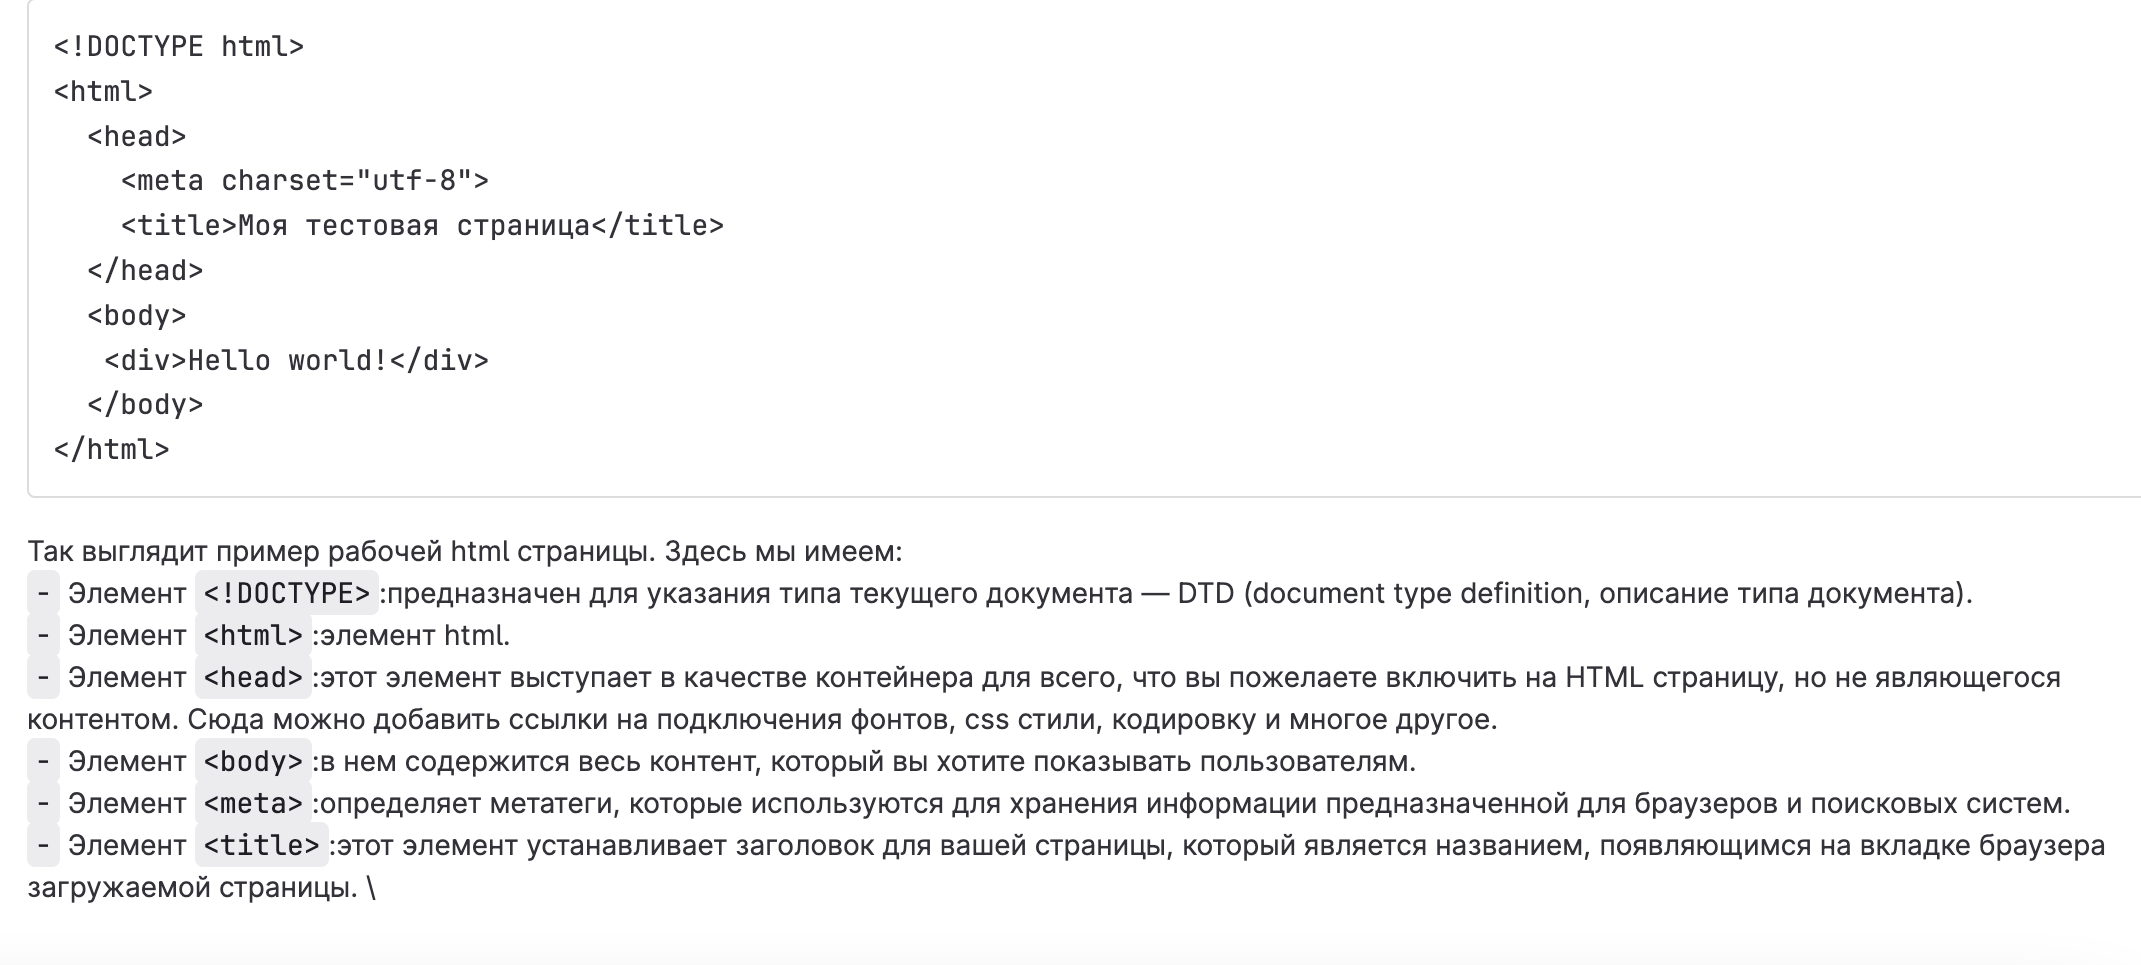 <!DOCTYPE html>
<html>
  <head>
    <meta charset="utf-8">
    <title>Моя тестовая страница</title>
  </head>
  <body>
   <div>Hello world!</div>
  </body>
</html>
Так выглядит пример рабочей html страницы. Здесь мы имеем:
- Элемент <!DOCTYPE> :предназначен для указания типа текущего документа — DTD (document type definition, описание типа документа).
- Элемент <html> :элемент html.
- Элемент <head> :этот элемент выступает в качестве контейнера для всего, что вы пожелаете включить на HTML страницу, но не являющегося
контентом. Сюда можно добавить ссылки на подключения фонтов, css стили, кодировку и многое другое.
- Элемент <body> :в нем содержится весь контент, который вы хотите показывать пользователям.
- Элемент <meta> :определяет метатеги, которые используются для хранения информации предназначенной для браузеров и поисковых систем.
- Элемент <title> :этот элемент устанавливает заголовок для вашей страницы, который является названием, появляющимся на вкладке браузера
загружаемой страницы. \